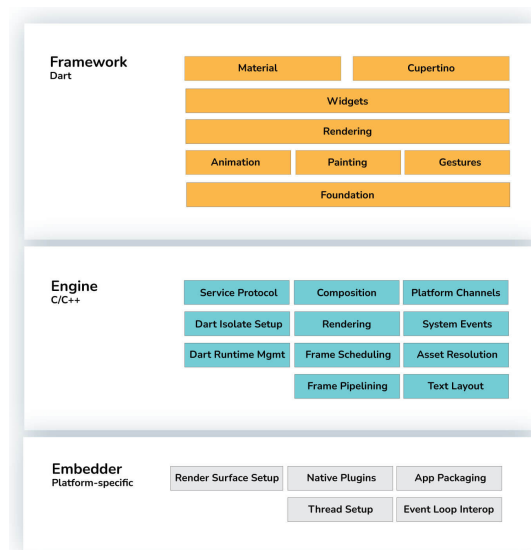 Framework
Dart
Material Cupertino
Widgets
Rendering
Animation Painting Gestures
Foundation
Engine
C/C++
Service Protocol Composition Platform Channels
Dart Isolate Setup Rendering System Events
Dart Runtime Mgmt Frame Scheduling Asset Resolution
Frame Pipelining Text Layout
Embedder
Platform-specific
Render Surface Setup Native Plugins App Packaging
Thread Setup Event Loop Interop